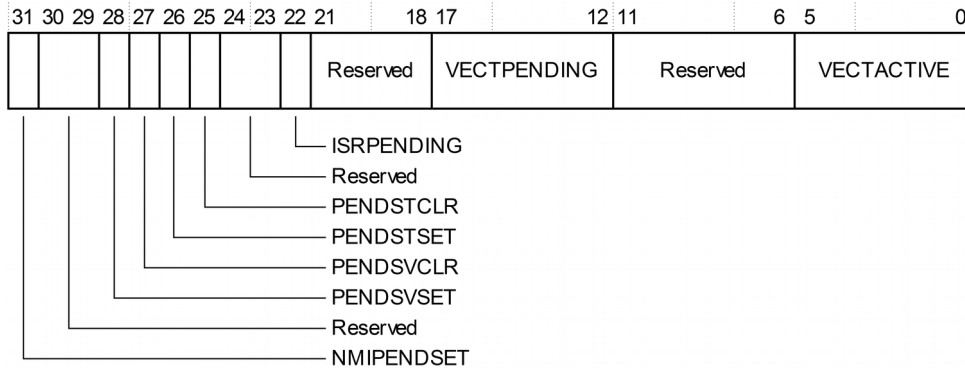 31 30 29 28 27 26 25 24 23 22 21 18 17 12 11 6 5 0
Reserved VECTPENDING Reserved VECTACTIVE
ISRPENDING
Reserved
PENDSTCLR
PENDSTSET
PENDSVCLR
PENDSVSET
Reserved
NMIPENDSET